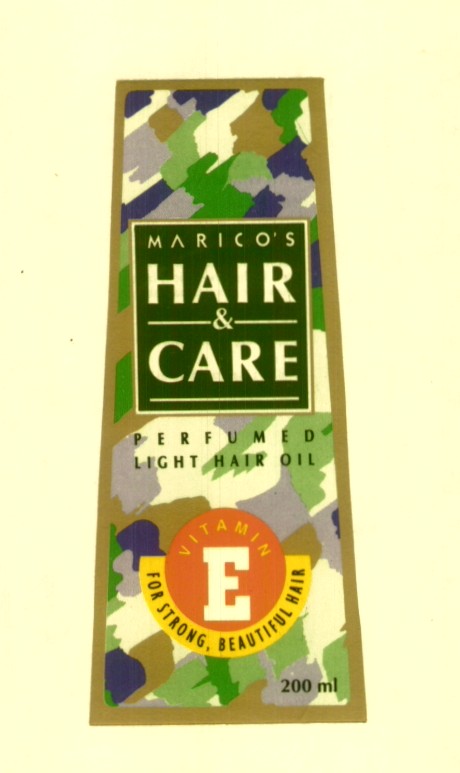 MARICO'S
HAIR
&
CARE
PERFUMED
LIGHT HAIR OIL
VITAMIN
E
FOR STRONG, BEAUTIFUL HAIR
200 ml